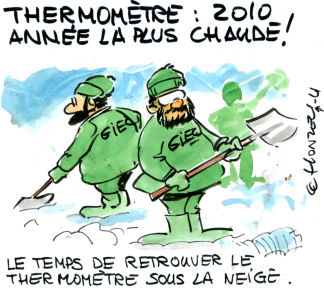 THERMOMÈTRE : 2010
ANNÉE LA PLUS CHAUDE !
GIEC
GIEC
LE TEMPS DE RETROUVER LE
THERMOMÈTRE SOUS LA NEIGE.